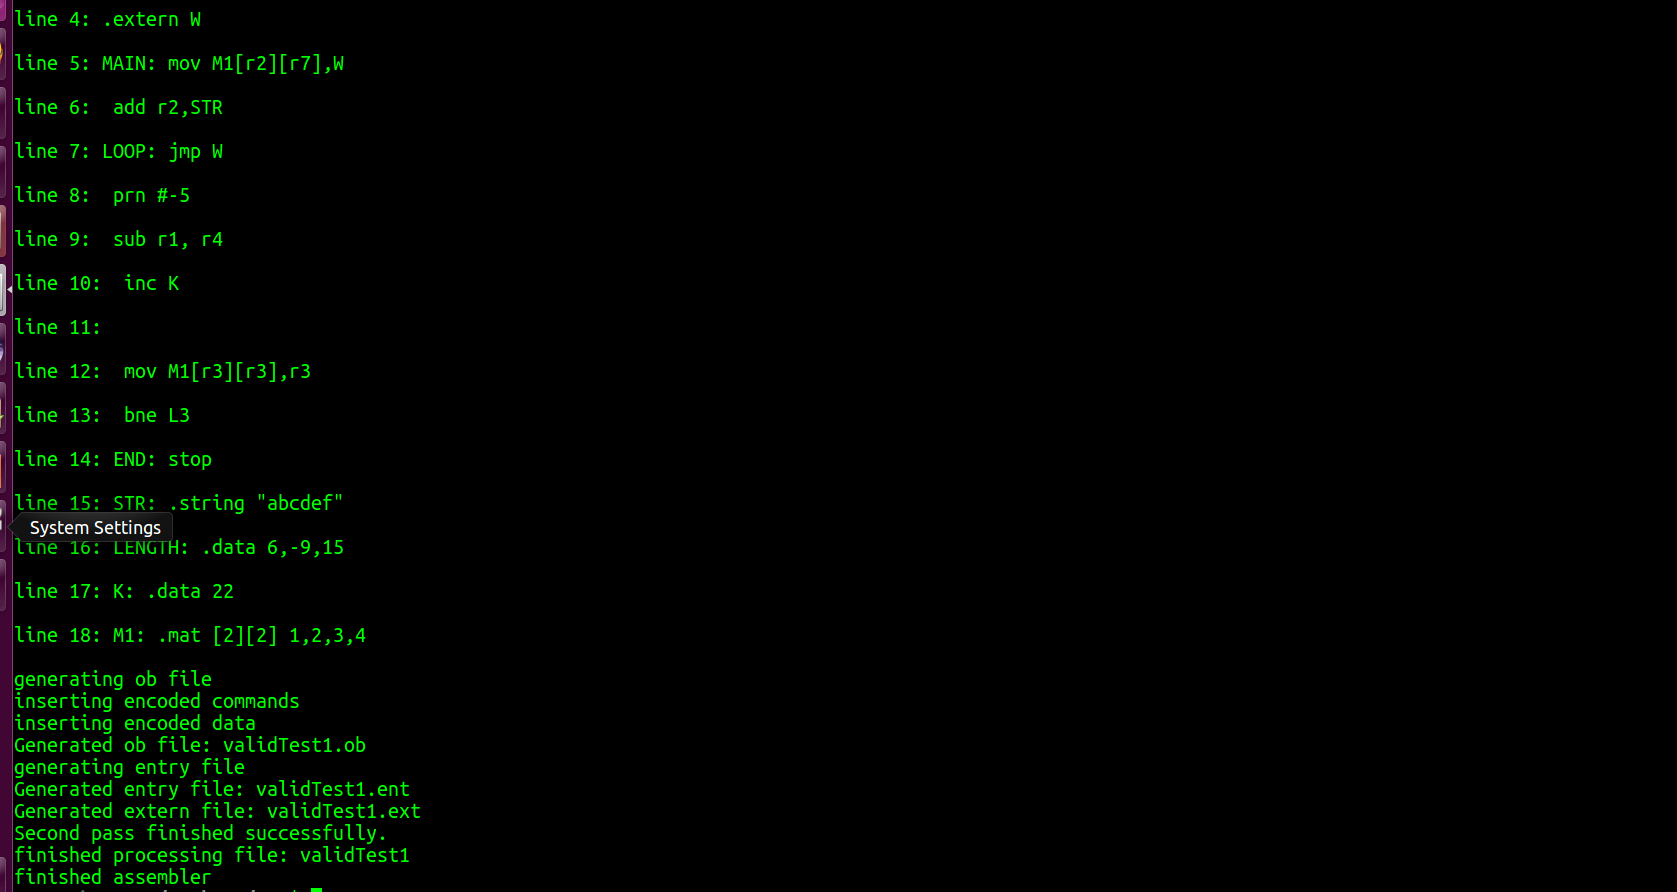 line 4: .extern W
line 5: MAIN: mov M1[r2][r7],W
line 6:  add r2,STR
line 7: LOOP: jmp W
line 8:  prn #-5
line 9:  sub r1, r4
line 10:  inc K
line 11:
line 12:  mov M1[r3][r3],r3
line 13:  bne L3
line 14: END: stop
line 15: STR: .string "abcdef"
System Settings
line 16: LENGTH: .data 6,-9,15
line 17: K: .data 22
line 18: M1: .mat [2][2] 1,2,3,4
generating ob file
inserting encoded commands
inserting encoded data
Generated ob file: validTest1.ob
generating entry file
Generated entry file: validTest1.ent
Generated extern file: validTest1.ext
Second pass finished successfully.
finished processing file: validTest1
finished assembler